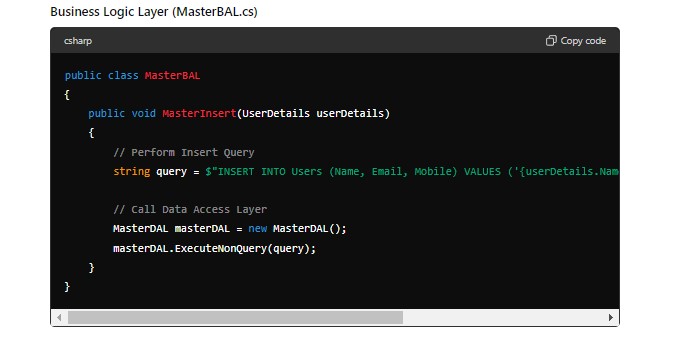 Business Logic Layer (MasterBAL.cs)
csharp
Copy code
public class MasterBAL
{
    public void MasterInsert(UserDetails userDetails)
    {
        // Perform Insert Query
        string query = $"INSERT INTO Users (Name, Email, Mobile) VALUES ('{userDetails.Nam

        // Call Data Access Layer
        MasterDAL masterDAL = new MasterDAL();
        masterDAL.ExecuteNonQuery(query);
    }
}